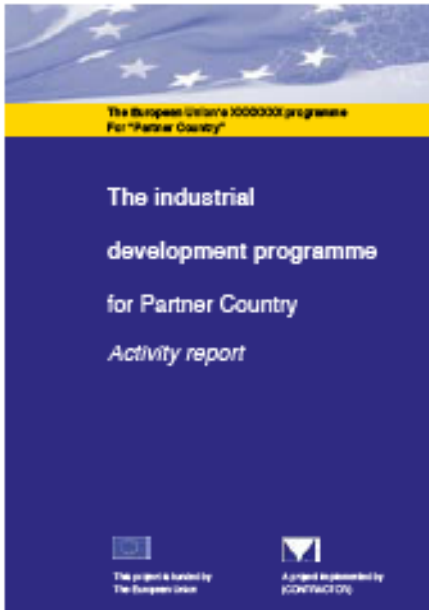 The European Union's XXXXXXX programme
For "Partner Country"
The industrial
development programme
for Partner Country
Activity report
This project is funded by
The European Union
A project implemented by
(CONTRACTOR)